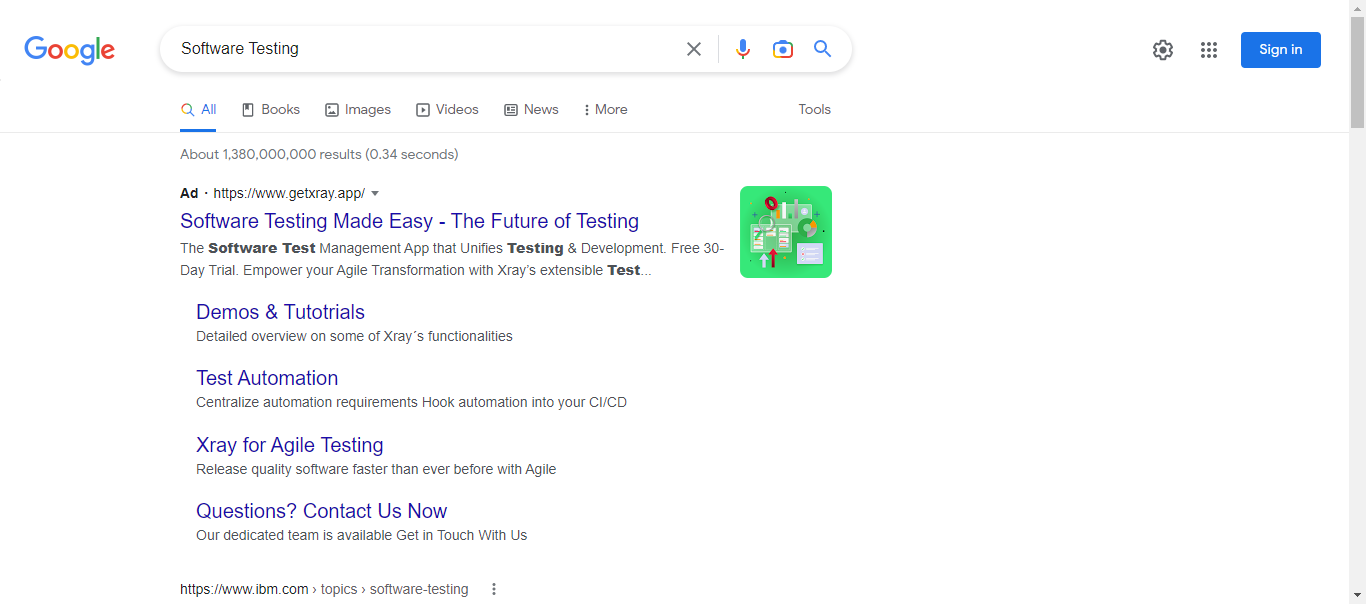 Google
Software Testing
Sign in
All Books Images Videos News More Tools
About 1,380,000,000 results (0.34 seconds)
Ad · https://www.getxray.app/
Software Testing Made Easy - The Future of Testing
The Software Test Management App that Unifies Testing & Development. Free 30-
Day Trial. Empower your Agile Transformation with Xray’s extensible Test...
Demos & Tutotrials
Detailed overview on some of Xray´s functionalities
Test Automation
Centralize automation requirements Hook automation into your CI/CD
Xray for Agile Testing
Release quality software faster than ever before with Agile
Questions? Contact Us Now
Our dedicated team is available Get in Touch With Us
https://www.ibm.com › topics › software-testing